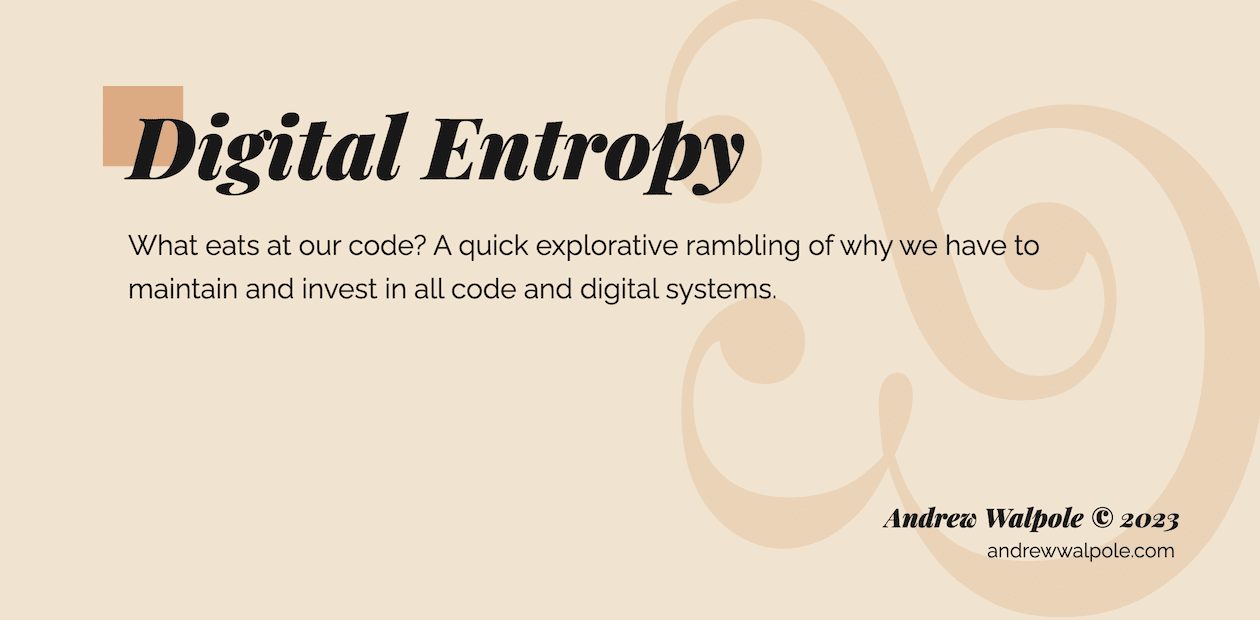 Digital Entropy
What eats at our code? A quick explorative rambling of why we have to
maintain and invest in all code and digital systems.
Andrew Walpole © 2023
andrewwalpole.com